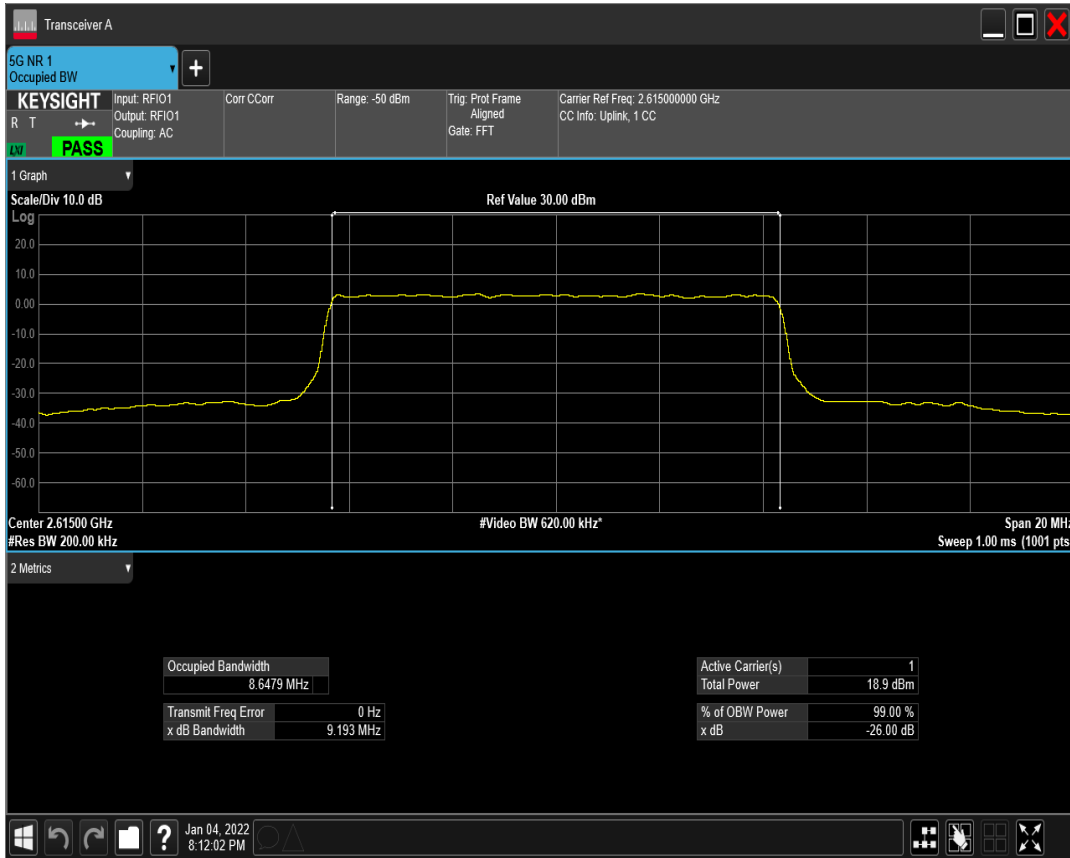 Transceiver A
5G NR 1
Occupied BW
+
KEYSIGHT
R T
LXI
PASS
Input: RFIO1
Output: RFIO1
Coupling: AC
Corr CCorr
Range: -50 dBm
Trig: Prot Frame
Aligned
Gate: FFT
Carrier Ref Freq: 2.615000000 GHz
CC Info: Uplink, 1 CC
1 Graph
Scale/Div 10.0 dB
Ref Value 30.00 dBm
Log
20.0
10.0
0.00
-10.0
-20.0
-30.0
-40.0
-50.0
-60.0
Center 2.61500 GHz
#Video BW 620.00 kHz*
Span 20 MHz
#Res BW 200.00 kHz
Sweep 1.00 ms (1001 pts
2 Metrics
Occupied Bandwidth
8.6479 MHz
Transmit Freq Error 0 Hz
x dB Bandwidth 9.193 MHz
Active Carrier(s) 1
Total Power 18.9 dBm
% of OBW Power 99.00 %
x dB -26.00 dB
?
Jan 04, 2022
8:12:02 PM